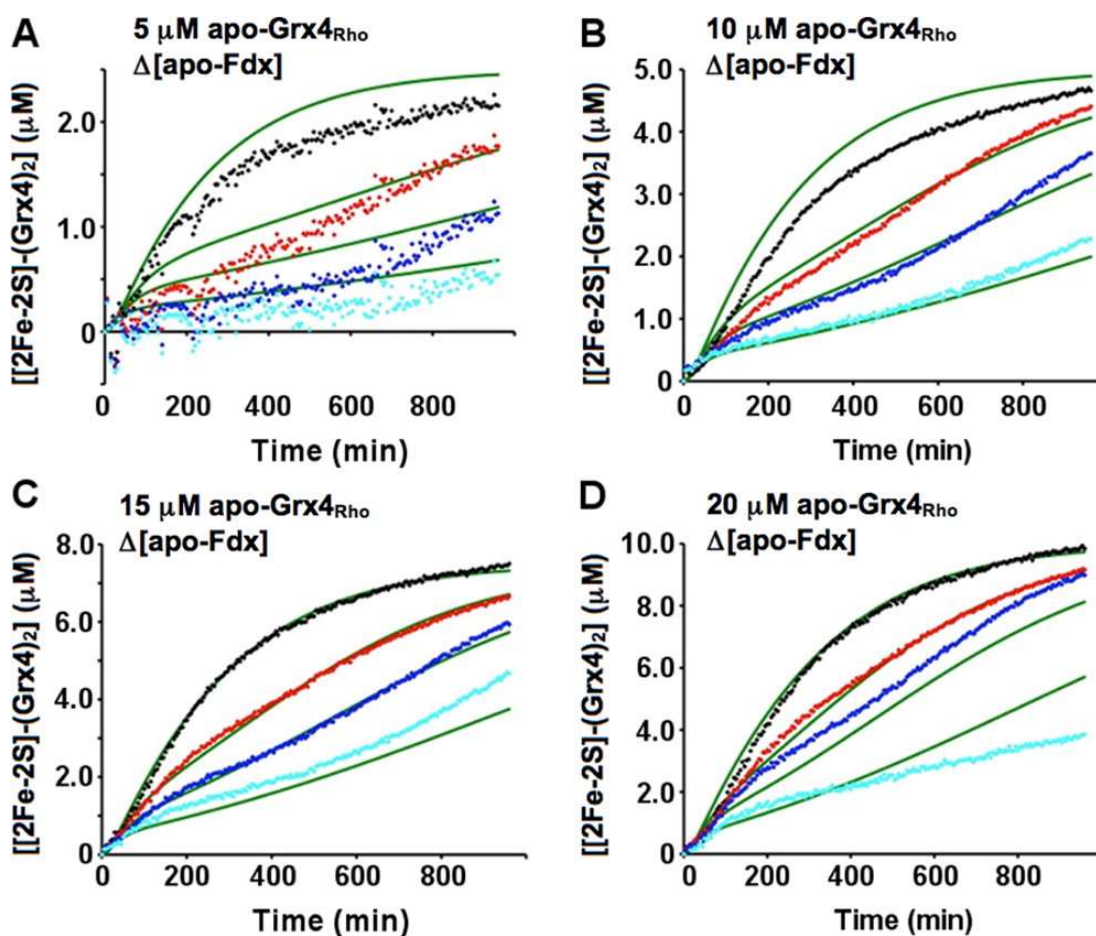 A
5 μM apo-Grx4Rho
Δ[apo-Fdx]
[[2Fe-2S]-(Grx4)2] (μM)
2.0
1.0
0
0 200 400 600 800
Time (min)
B
10 μM apo-Grx4Rho
Δ[apo-Fdx]
[[2Fe-2S]-(Grx4)2] (μM)
5.0
4.0
3.0
2.0
1.0
0
0 200 400 600 800
Time (min)
C
15 μM apo-Grx4Rho
Δ[apo-Fdx]
[[2Fe-2S]-(Grx4)2] (μM)
8.0
6.0
4.0
2.0
0
0 200 400 600 800
Time (min)
D
20 μM apo-Grx4Rho
Δ[apo-Fdx]
[[2Fe-2S]-(Grx4)2] (μM)
10.0
8.0
6.0
4.0
2.0
0
0 200 400 600 800
Time (min)